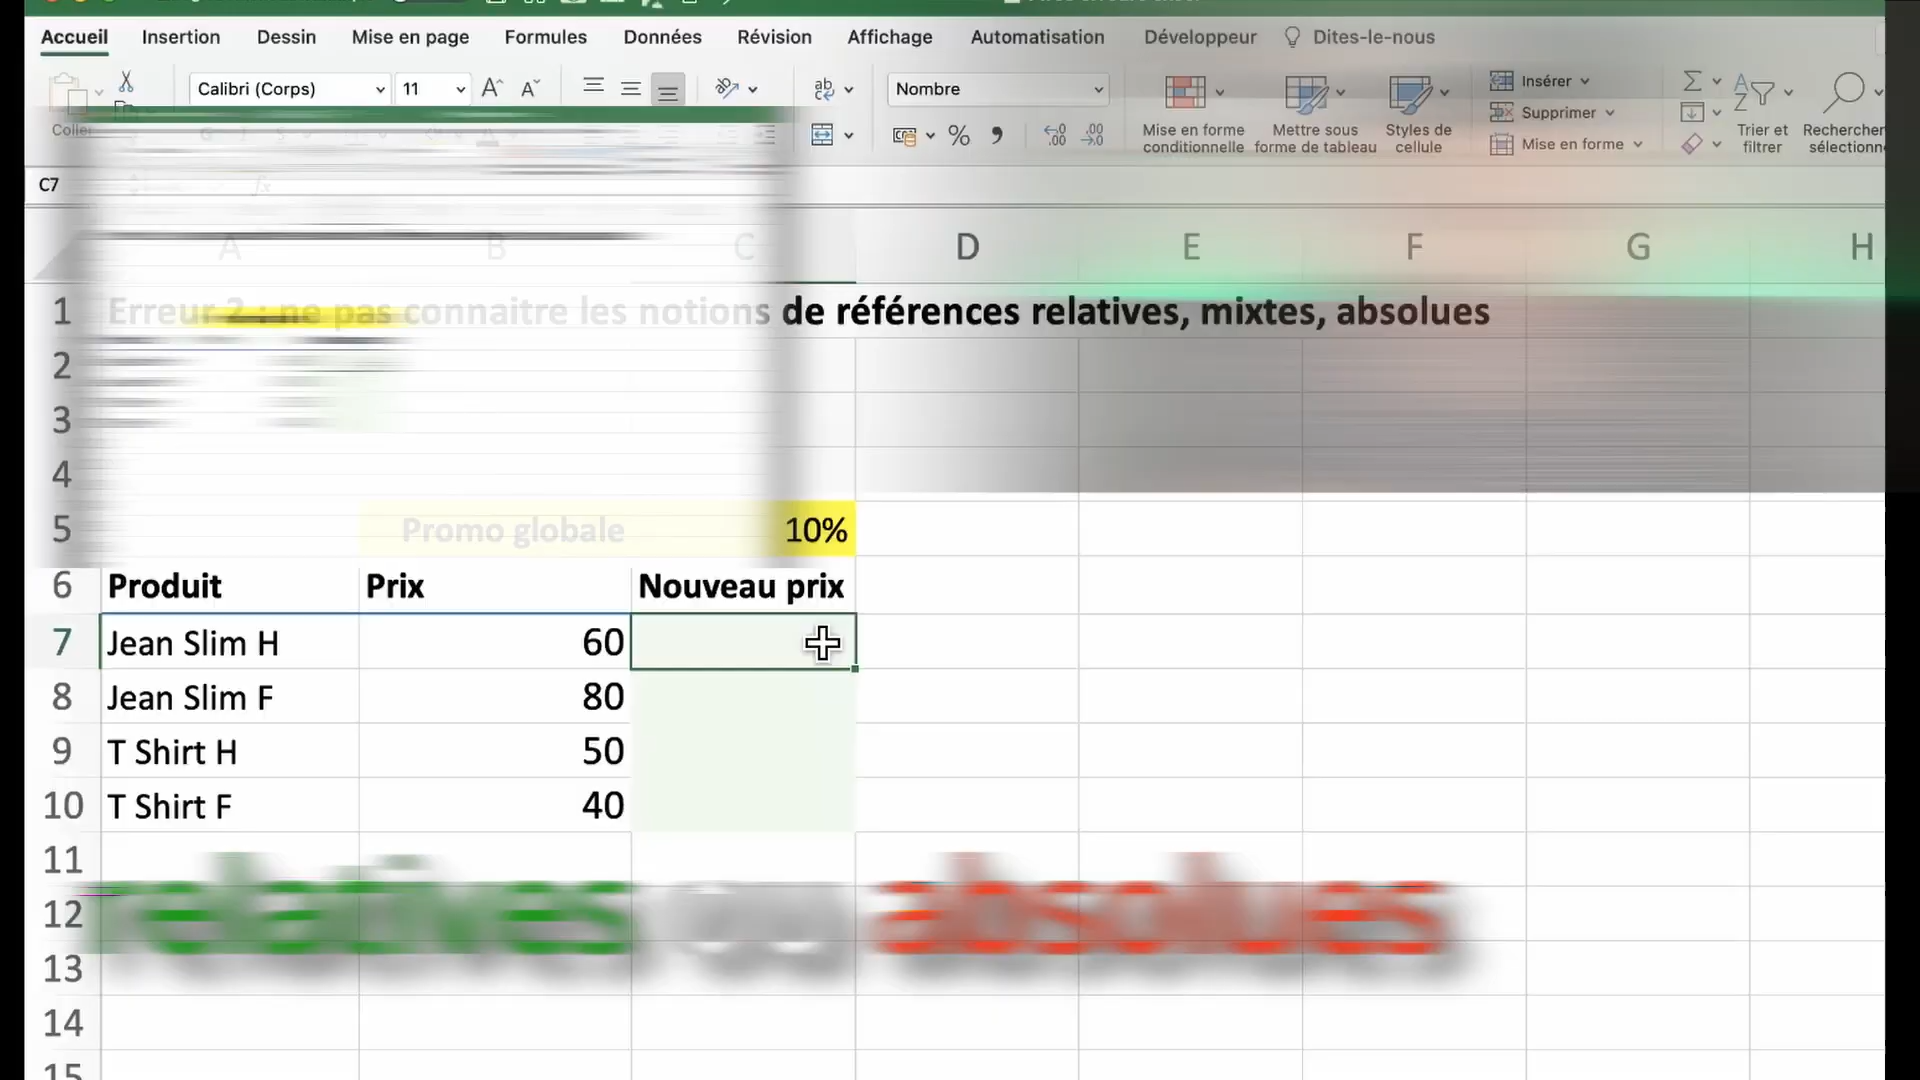 Accueil Insertion Dessin Mise en page Formules Données Révision Affichage Automatisation Développeur Dites-le-nous
Calibri (Corps) 11 Nombre
Coller
Mise en forme conditionnelle
Mettre sous forme de tableau
Styles de cellule
Insérer
Supprimer
Mise en forme
Trier et filtrer
Rechercher
C7 fx
A B C D E F G H
1 Erreur 2 : ne pas connaitre les notions de références relatives, mixtes, absolues
2
3
4
5 Promo globale 10%
6 Produit Prix Nouveau prix
7 Jean Slim H 60
8 Jean Slim F 80
9 T Shirt H 50
10 T Shirt F 40
11
12 relatives ou absolues
13
14
15